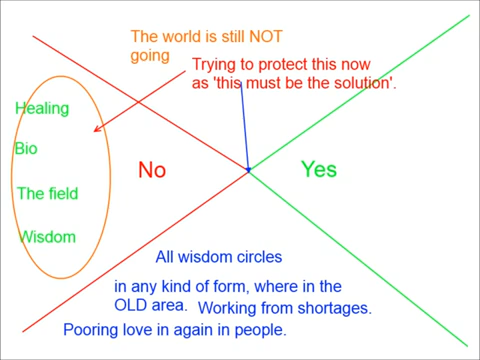 The world is still NOT
going
Trying to protect this now
as 'this must be the solution'.
Healing
Bio
The field
Wisdom
No
Yes
All wisdom circles
in any kind of form, where in the
OLD area.
Working from shortages.
Pooring love in again in people.